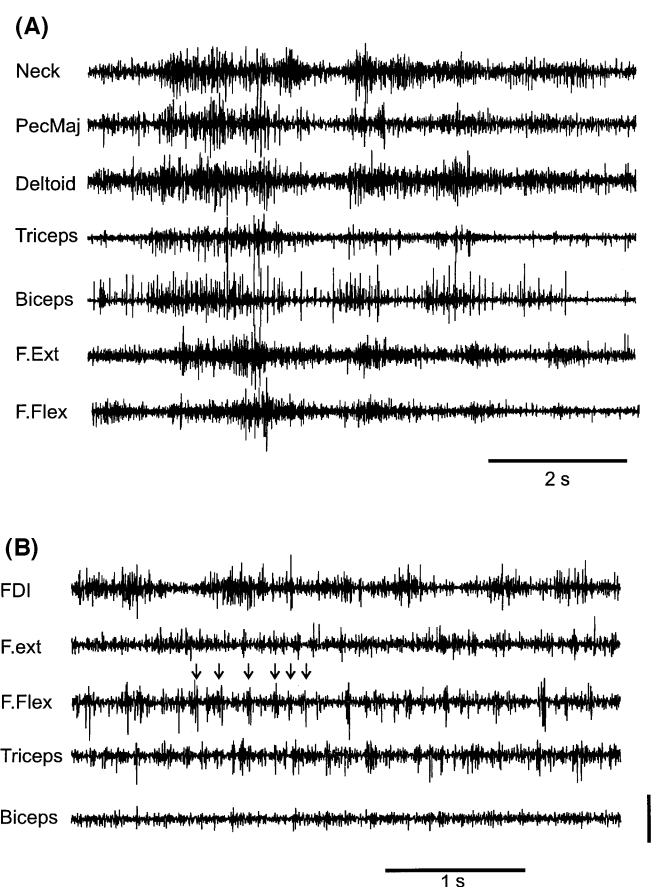 (A)
Neck
PecMaj
Deltoid
Triceps
Biceps
F.Ext
F.Flex
2 s
(B)
FDI
F.ext
F.Flex
Triceps
Biceps
1 s